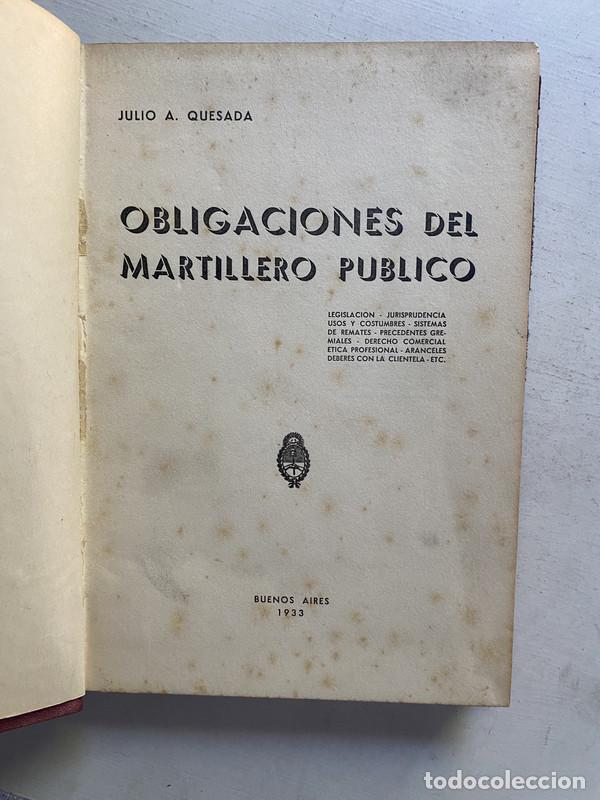 JULIO A. QUESADA
OBLIGACIONES DEL
MARTILLERO PUBLICO
LEGISLACION - JURISPRUDENCIA
USOS Y COSTUMBRES - SISTEMAS
DE REMATES - PRECEDENTES GRE-
MIALES - DERECHO COMERCIAL
ETICA PROFESIONAL - ARANCELES
DEBERES CON LA CLIENTELA - ETC.
BUENOS AIRES
1933
todocoleccion